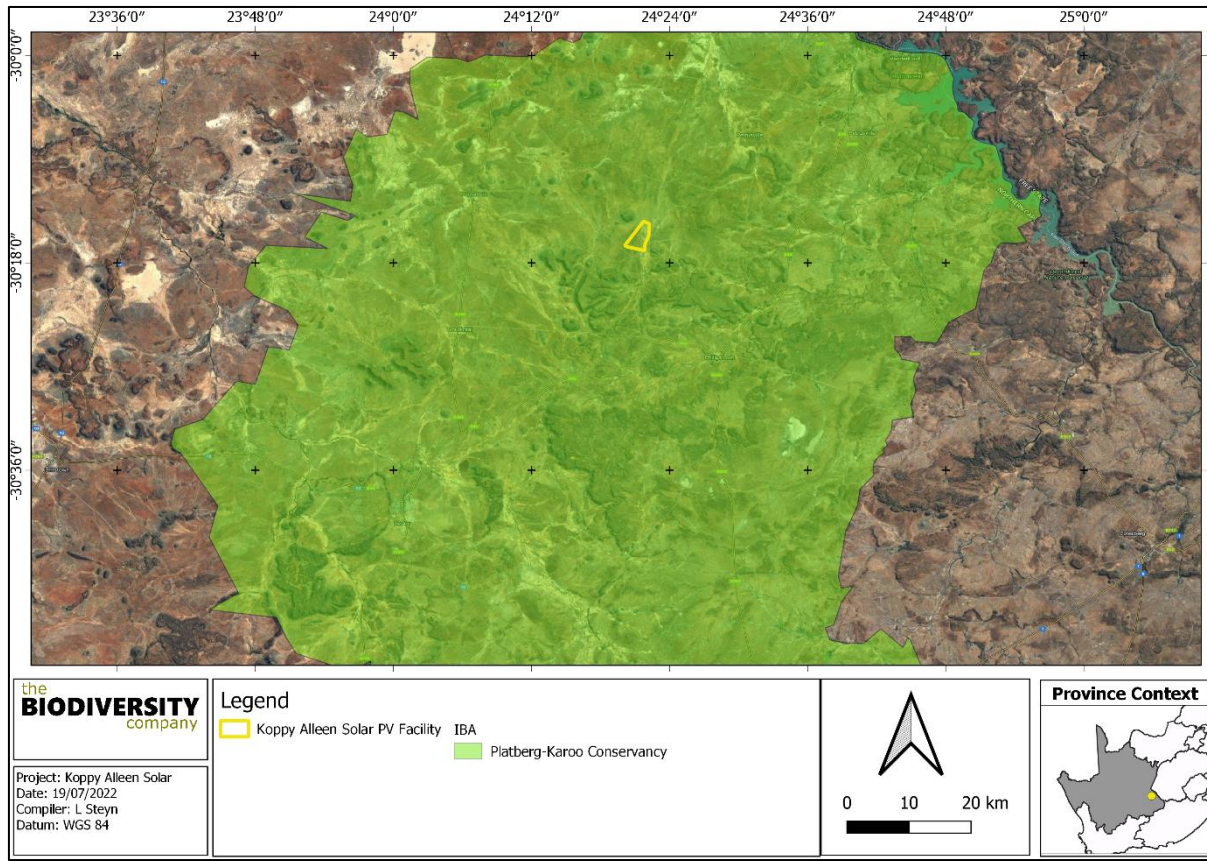 23°36'0" 23°48'0" 24°0'0" 24°12'0" 24°24'0" 24°36'0" 24°48'0" 25°0'0"
-30°0'0"
-30°18'0"
-30°36'0"
the
BIODIVERSITY
company
Project: Koppy Alleen Solar
Date: 19/07/2022
Compiler: L Steyn
Datum: WGS 84
Legend
Koppy Alleen Solar PV Facility IBA
Platberg-Karoo Conservancy
0 10 20 km
Province Context